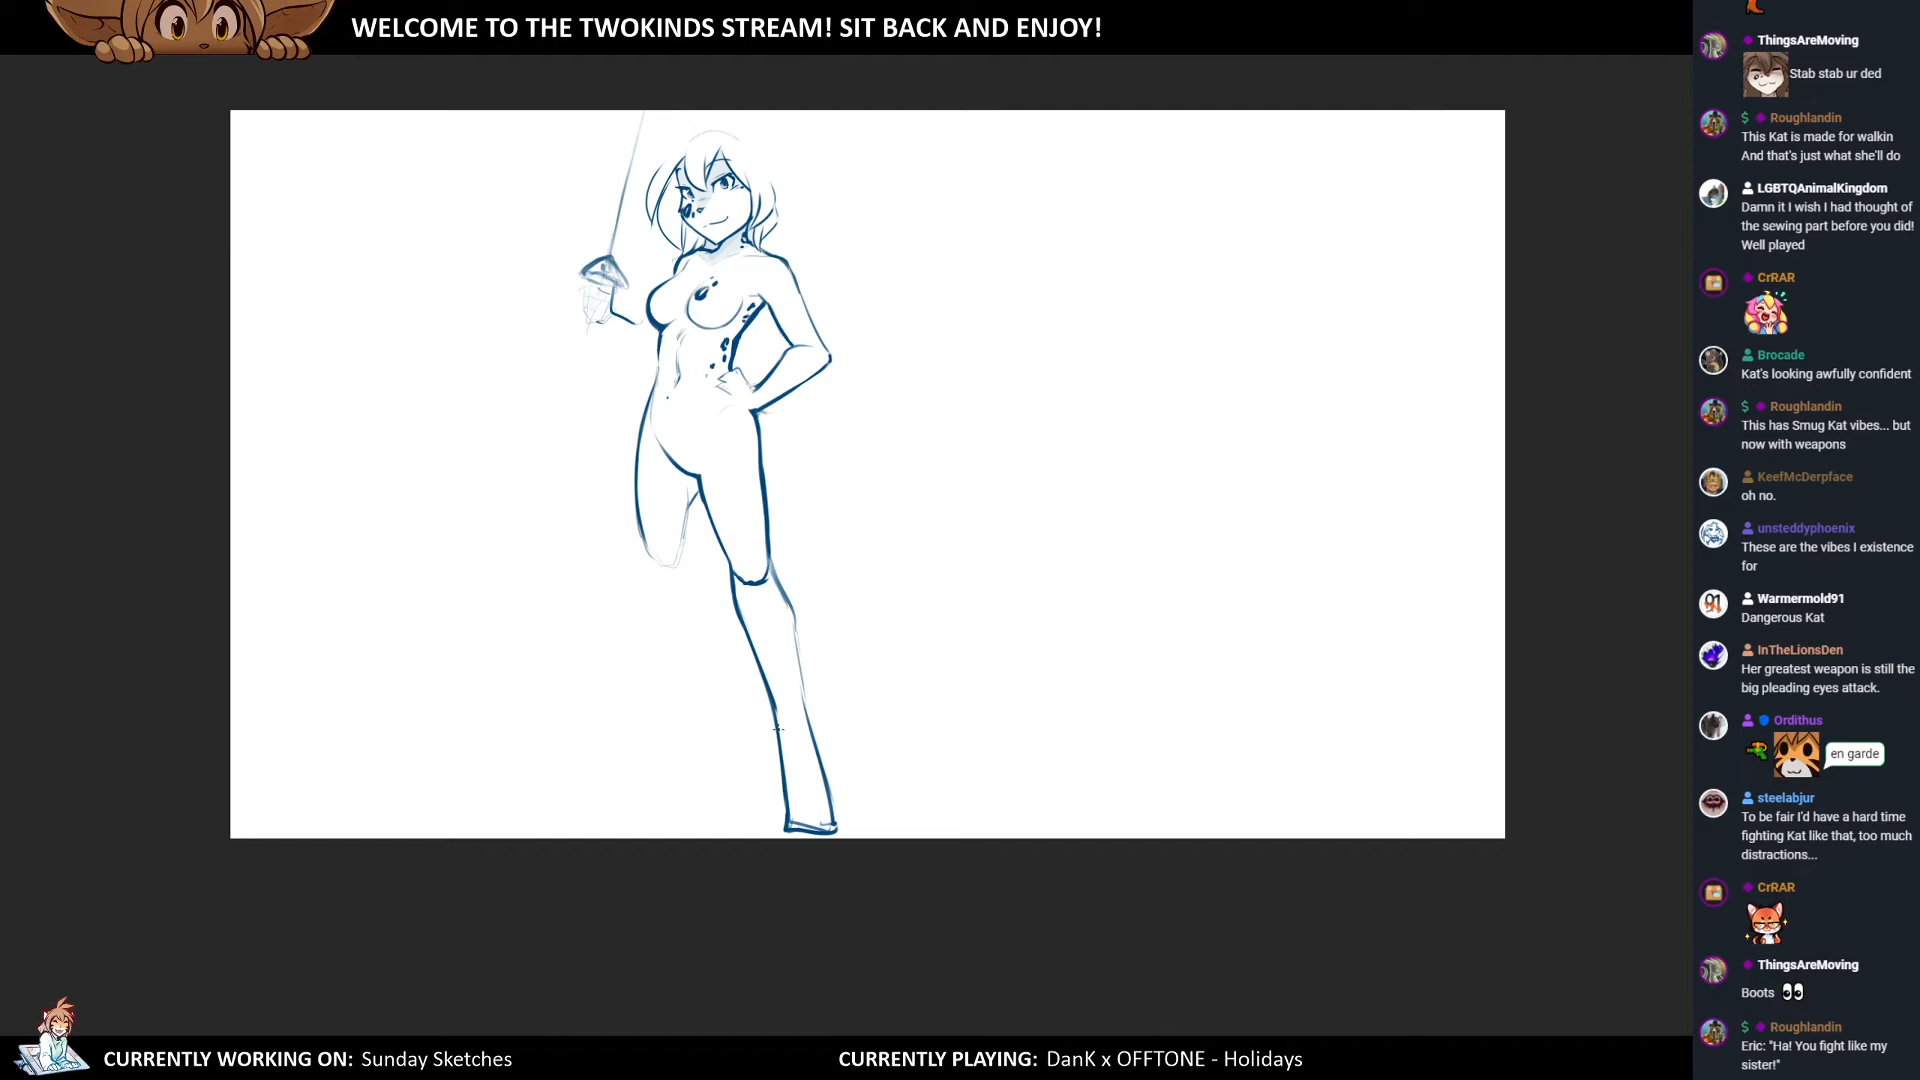 WELCOME TO THE TWOKINDS STREAM! SIT BACK AND ENJOY!
ThingsAreMoving
Stab stab ur ded
$ Roughlandin
This Kat is made for walkin
And that's just what she'll do
LGBTQAnimalKingdom
Damn it I wish I had thought of
the sewing part before you did!
Well played
CrRAR
Brocade
Kat's looking awfully confident
$ Roughlandin
This has Smug Kat vibes... but
now with weapons
KeefMcDerpface
oh no.
unsteddyphoenix
These are the vibes I existence
for
91
Warmermold91
Dangerous Kat
InTheLionsDen
Her greatest weapon is still the
big pleading eyes attack.
Ordithus
en garde
steelabjur
To be fair I'd have a hard time
fighting Kat like that, too much
distractions...
CrRAR
ThingsAreMoving
Boots
$ Roughlandin
Eric: "Ha! You fight like my
sister!"
CURRENTLY WORKING ON: Sunday Sketches
CURRENTLY PLAYING: DanK x OFFTONE - Holidays